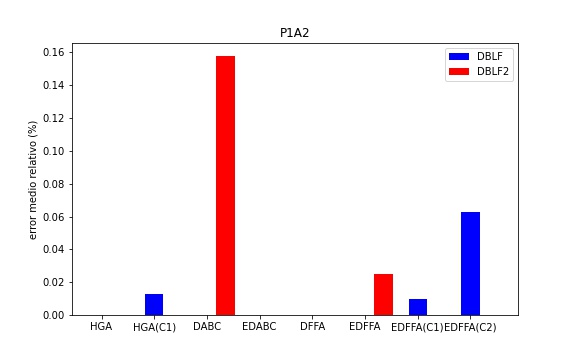 P1A2
DBLF
DBLF2
error medio relativo (%)
0.16
0.14
0.12
0.10
0.08
0.06
0.04
0.02
0.00
HGA HGA(C1) DABC EDABC DFFA EDFFA EDFFA(C1) EDFFA(C2)